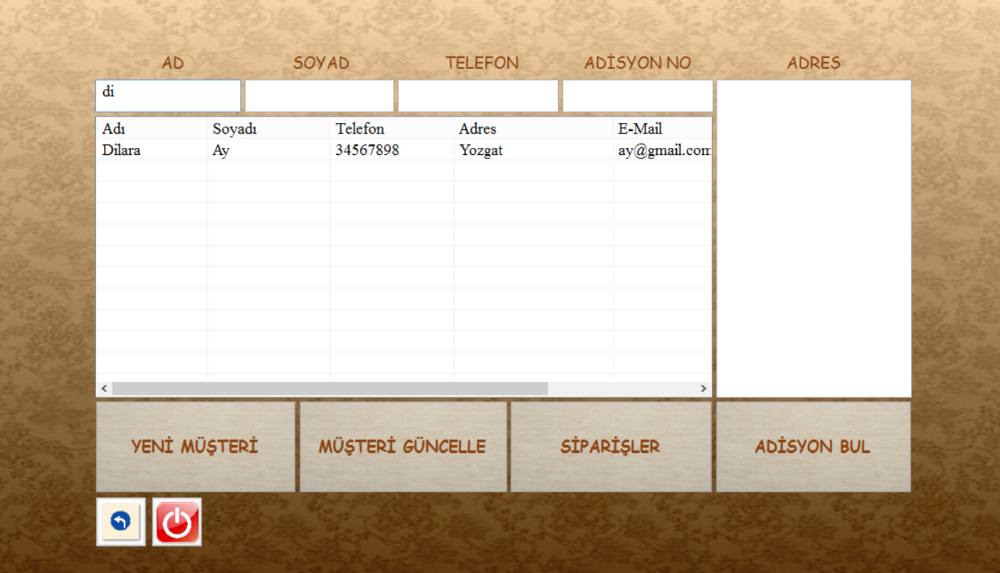 AD SOYAD TELEFON ADİSYON NO ADRES
di
Adı Soyadı Telefon Adres E-Mail
Dilara Ay 34567898 Yozgat ay@gmail.com
YENİ MÜŞTERİ MÜŞTERİ GÜNCELLE SİPARİŞLER ADİSYON BUL